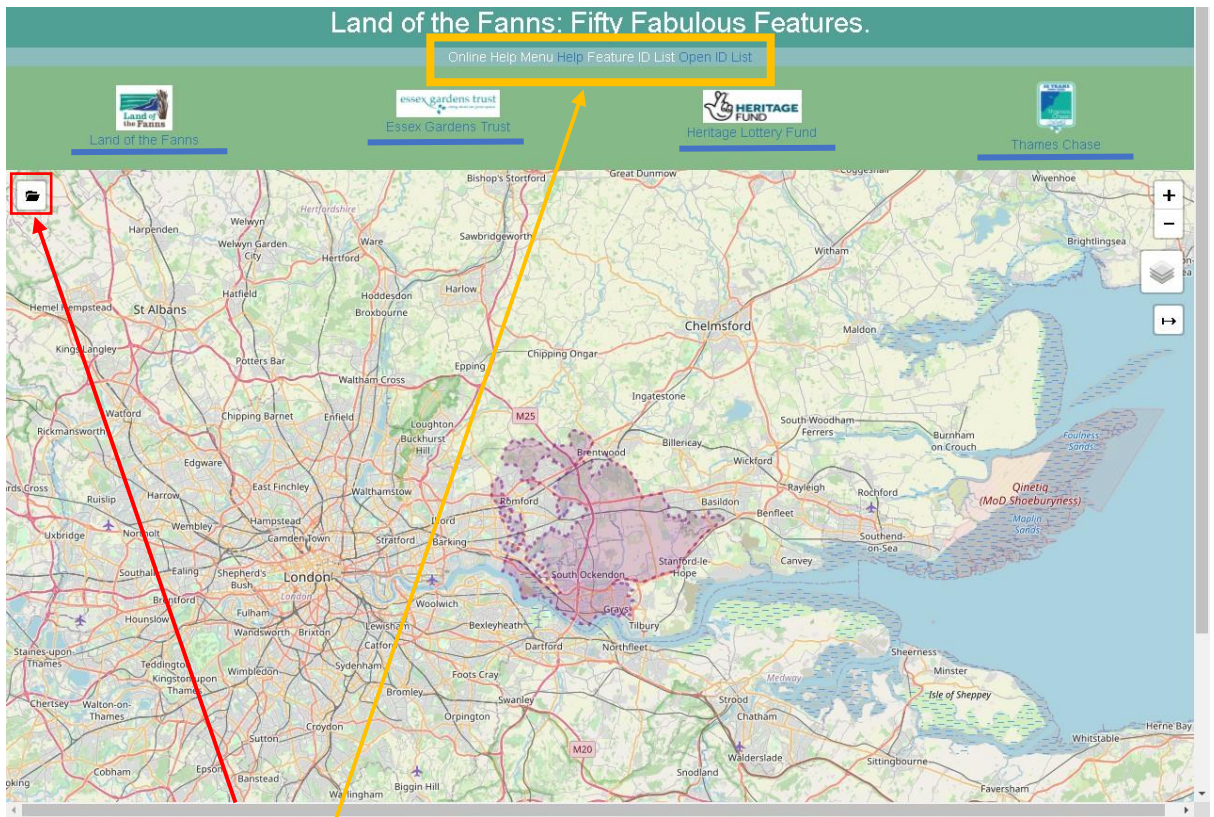 Land of the Fanns: Fifty Fabulous Features.
Online Help Menu Help Feature ID List Open ID List
Land of
the Fanns
Land of the Fanns
essex gardens trust
Essex Gardens Trust
HERITAGE
FUND
Heritage Lottery Fund
Thames Chase
Bishop's Stortford
Great Dunmow
Coggeshall
Wivenhoe
Harpenden
Hertfordshire
Welwyn
Welwyn Garden
City
Ware
Hertford
Sawbridgeworth
Witham
Brightlingsea
+
−
Hemel Hempstead
St Albans
Hatfield
Hoddesdon
Broxbourne
Harlow
Chelmsford
Maldon
Kings Langley
Potters Bar
Waltham Cross
Epping
Chipping Ongar
Ingatestone
Watford
Rickmansworth
Chipping Barnet
Enfield
Loughton
Buckhurst
Hill
M25
Brentwood
Billericay
Wickford
South Woodham
Ferrers
Burnham
on Crouch
Foulness
Sands
Edgware
ards Cross
Ruislip
Harrow
East Finchley
Walthamstow
Romford
Ilford
Basildon
Benfleet
Rayleigh
Rochford
Qinetiq
(MoD Shoeburyness)
Maplin
Sands
Uxbridge
Northolt
Wembley
Hampstead
Camden Town
Stratford
Barking
Southend-
on-Sea
Southall
Ealing
Shepherd's
Bush
London
London
South Ockendon
Stanford-le-
Hope
Canvey
Brentford
Hounslow
Fulham
Wandsworth
Brixton
Lewisham
Catford
Woolwich
Bexleyheath
Grays
Tilbury
Dartford
Northfleet
Staines-upon-
Thames
Teddington
Kingston upon
Thames
Wimbledon
Sydenham
Foots Cray
Medway
Sheerness
Minster
Isle of Sheppey
Chertsey
Walton-on-
Thames
Bromley
Swanley
Strood
Chatham
Croydon
Orpington
Sutton
M20
Walderslade
Sittingbourne
Whitstable
Herne Bay
oking
Cobham
Epsom
Banstead
Warlingham
Biggin Hill
Snodland
Faversham